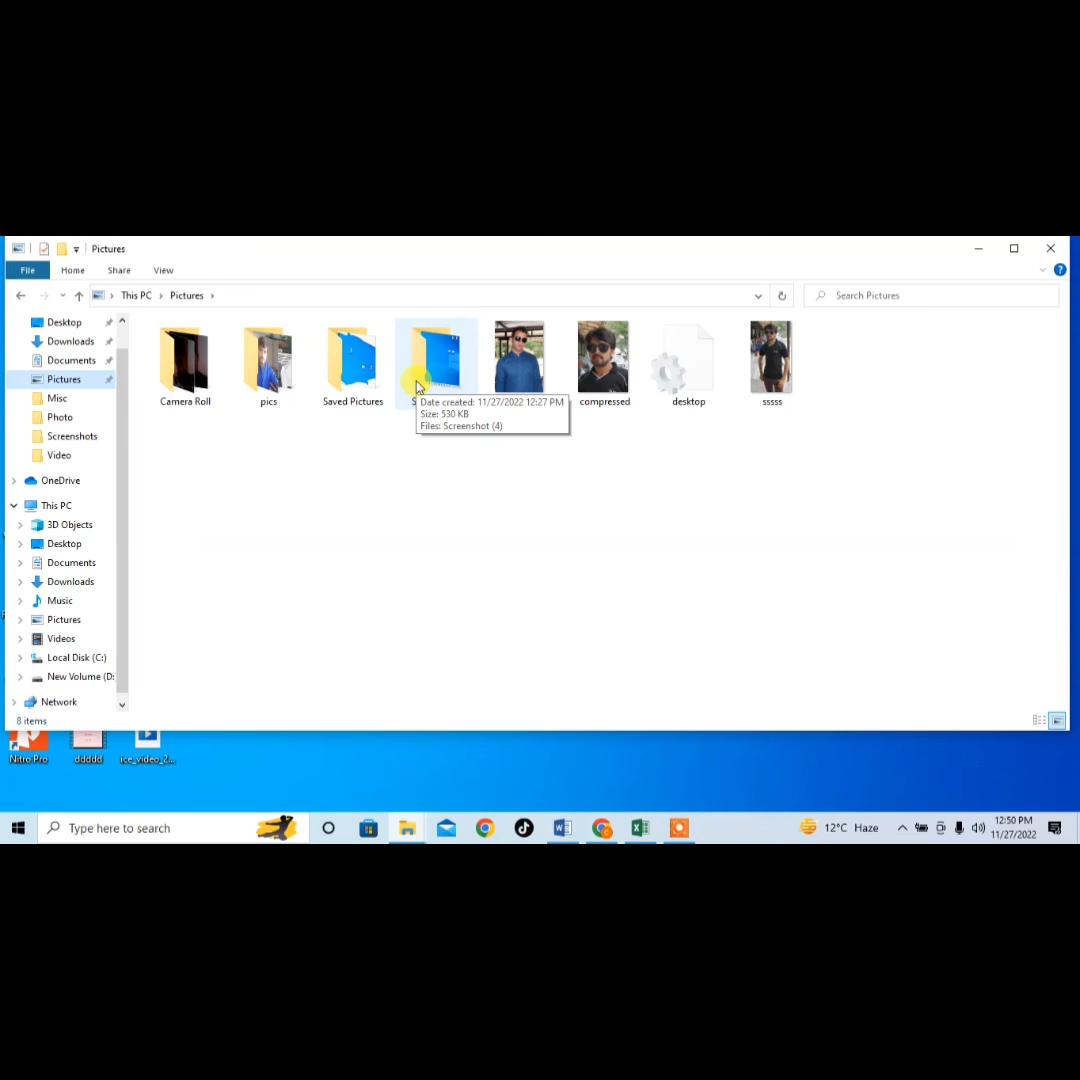 Pictures
File Home Share View
This PC Pictures
Search Pictures
Desktop
Downloads
Documents
Pictures
Misc
Photo
Screenshots
Video
OneDrive
This PC
3D Objects
Desktop
Documents
Downloads
Music
Pictures
Videos
Local Disk (C:)
New Volume (D:
Network
Camera Roll pics Saved Pictures compressed desktop sssss
Date created: 11/27/2022 12:27 PM
Size: 530 KB
Files: Screenshot (4)
8 items
Nitro Pro ddddd ice_video_2...
Type here to search
12°C Haze
12:50 PM
11/27/2022